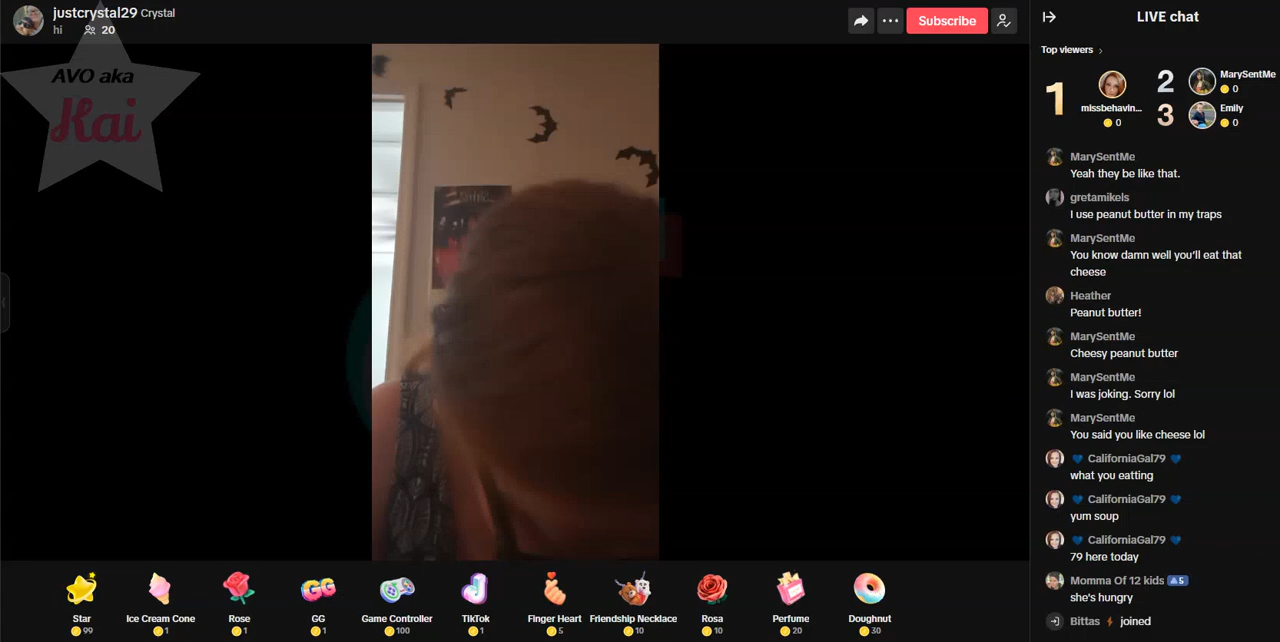 justcrystal29 Crystal
hi 20
AVO aka
Kai
Subscribe
LIVE chat
Top viewers
1
missbehavin...
0
2
MarySentMe
0
3
Emily
0
MarySentMe
Yeah they be like that.
gretamikels
I use peanut butter in my traps
MarySentMe
You know damn well you'll eat that
cheese
Heather
Peanut butter!
MarySentMe
Cheesy peanut butter
MarySentMe
I was joking. Sorry lol
MarySentMe
You said you like cheese lol
💙 CaliforniaGal79 💙
what you eatting
💙 CaliforniaGal79 💙
yum soup
💙 CaliforniaGal79 💙
79 here today
Momma Of 12 kids 5
she's hungry
Bittas ⚡ joined
GG
Star Ice Cream Cone Rose GG Game Controller TikTok Finger Heart Friendship Necklace Rosa Perfume Doughnut
99 1 1 1 100 1 5 10 10 20 30